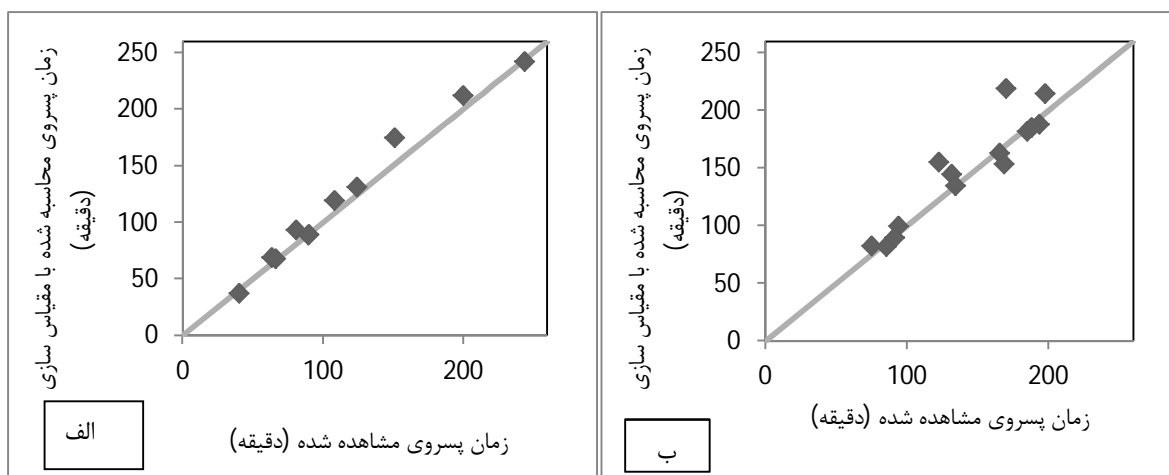 زمان پسروی محاسبه شده با مقیاس سازی
(دقیقه)
250
200
150
100
50
0
0 100 200
زمان پسروی مشاهده شده (دقیقه)
الف
زمان پسروی محاسبه شده با مقیاس سازی
(دقیقه)
250
200
150
100
50
0
0 100 200
زمان پسروی مشاهده شده (دقیقه)
ب